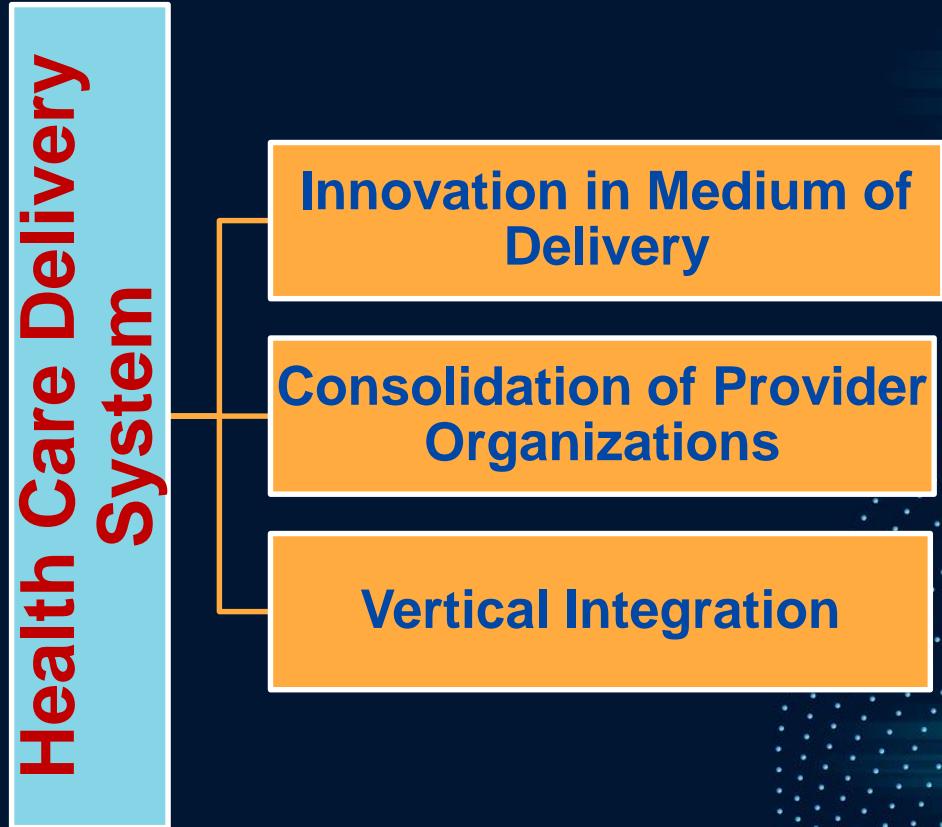 Health Care Delivery
System
Innovation in Medium of
Delivery
Consolidation of Provider
Organizations
Vertical Integration